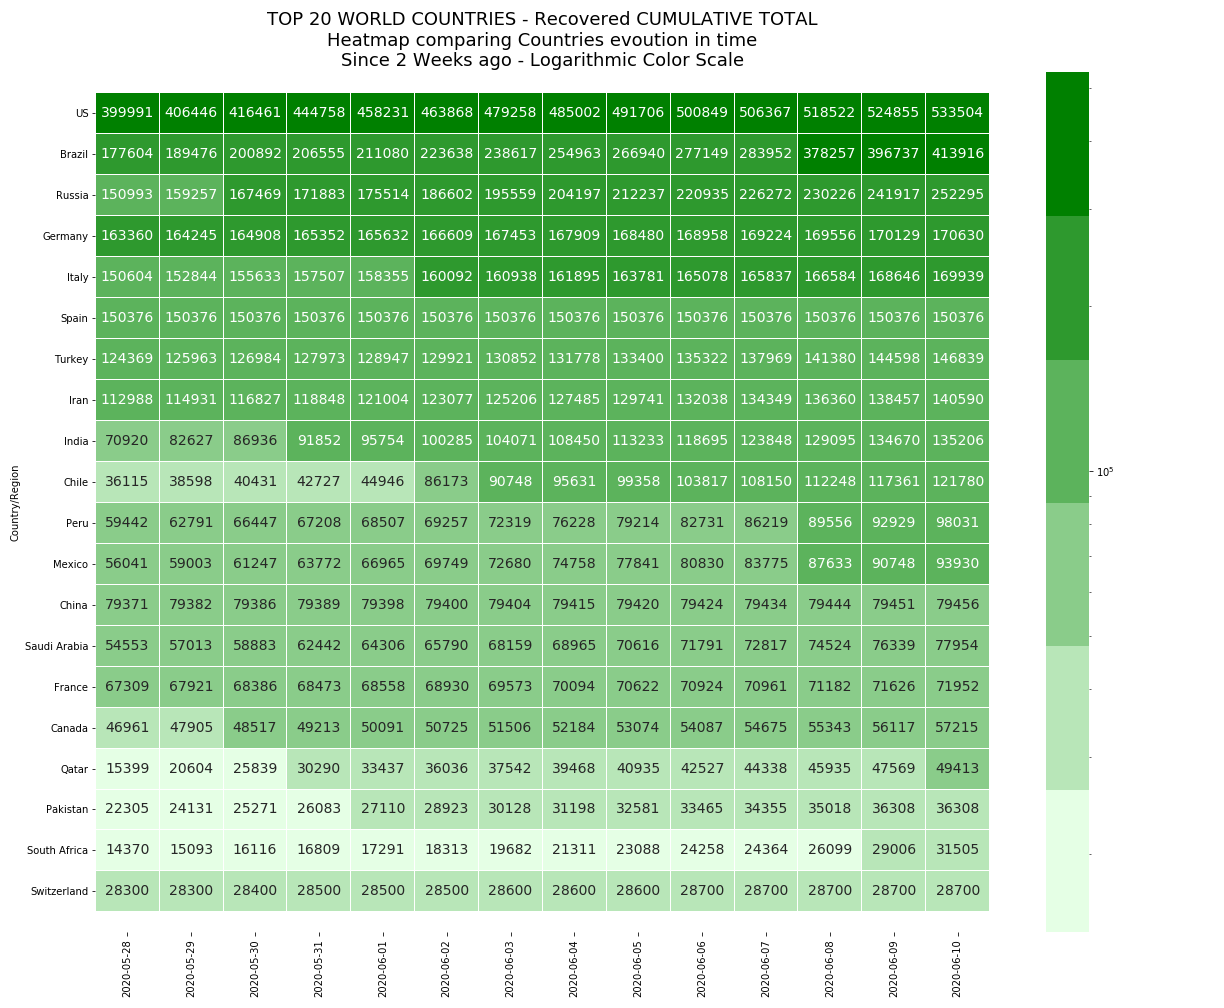 TOP 20 WORLD COUNTRIES - Recovered CUMULATIVE TOTAL
Heatmap comparing Countries evoution in time
Since 2 Weeks ago - Logarithmic Color Scale
US 399991 406446 416461 444758 458231 463868 479258 485002 491706 500849 506367 518522 524855 533504
Brazil 177604 189476 200892 206555 211080 223638 238617 254963 266940 277149 283952 378257 396737 413916
Russia 150993 159257 167469 171883 175514 186602 195559 204197 212237 220935 226272 230226 241917 252295
Germany 163360 164245 164908 165352 165632 166609 167453 167909 168480 168958 169224 169556 170129 170630
Italy 150604 152844 155633 157507 158355 160092 160938 161895 163781 165078 165837 166584 168646 169939
Spain 150376 150376 150376 150376 150376 150376 150376 150376 150376 150376 150376 150376 150376 150376
Turkey 124369 125963 126984 127973 128947 129921 130852 131778 133400 135322 137969 141380 144598 146839
Iran 112988 114931 116827 118848 121004 123077 125206 127485 129741 132038 134349 136360 138457 140590
India 70920 82627 86936 91852 95754 100285 104071 108450 113233 118695 123848 129095 134670 135206
Chile 36115 38598 40431 42727 44946 86173 90748 95631 99358 103817 108150 112248 117361 121780
Peru 59442 62791 66447 67208 68507 69257 72319 76228 79214 82731 86219 89556 92929 98031
Mexico 56041 59003 61247 63772 66965 69749 72680 74758 77841 80830 83775 87633 90748 93930
China 79371 79382 79386 79389 79398 79400 79404 79415 79420 79424 79434 79444 79451 79456
Saudi Arabia 54553 57013 58883 62442 64306 65790 68159 68965 70616 71791 72817 74524 76339 77954
France 67309 67921 68386 68473 68558 68930 69573 70094 70622 70924 70961 71182 71626 71952
Canada 46961 47905 48517 49213 50091 50725 51506 52184 53074 54087 54675 55343 56117 57215
Qatar 15399 20604 25839 30290 33437 36036 37542 39468 40935 42527 44338 45935 47569 49413
Pakistan 22305 24131 25271 26083 27110 28923 30128 31198 32581 33465 34355 35018 36308 36308
South Africa 14370 15093 16116 16809 17291 18313 19682 21311 23088 24258 24364 26099 29006 31505
Switzerland 28300 28300 28400 28500 28500 28500 28600 28600 28600 28700 28700 28700 28700 28700
2020-05-28 2020-05-29 2020-05-30 2020-05-31 2020-06-01 2020-06-02 2020-06-03 2020-06-04 2020-06-05 2020-06-06 2020-06-07 2020-06-08 2020-06-09 2020-06-10
Country/Region
10⁵